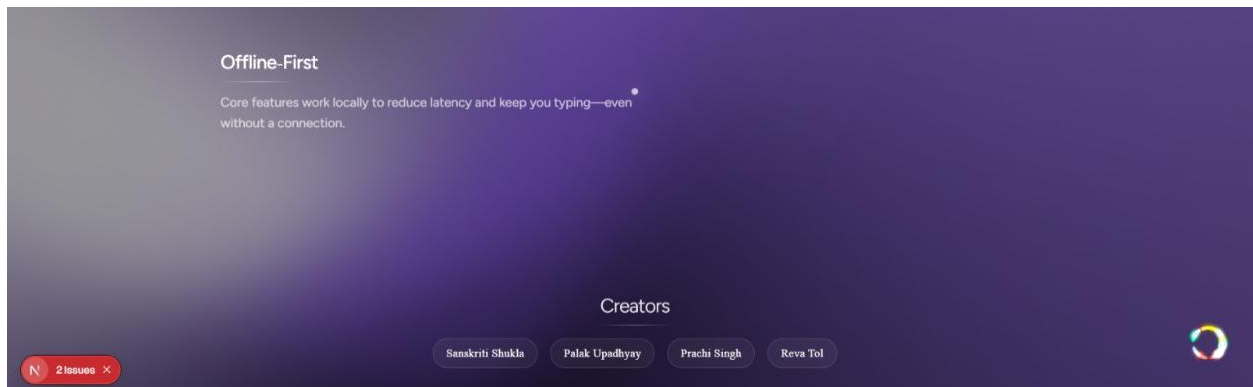 Offline-First
Core features work locally to reduce latency and keep you typing—even
without a connection.
Creators
Sanskriti Shukla Palak Upadhyay Prachi Singh Reva Tol
N 2 Issues ×